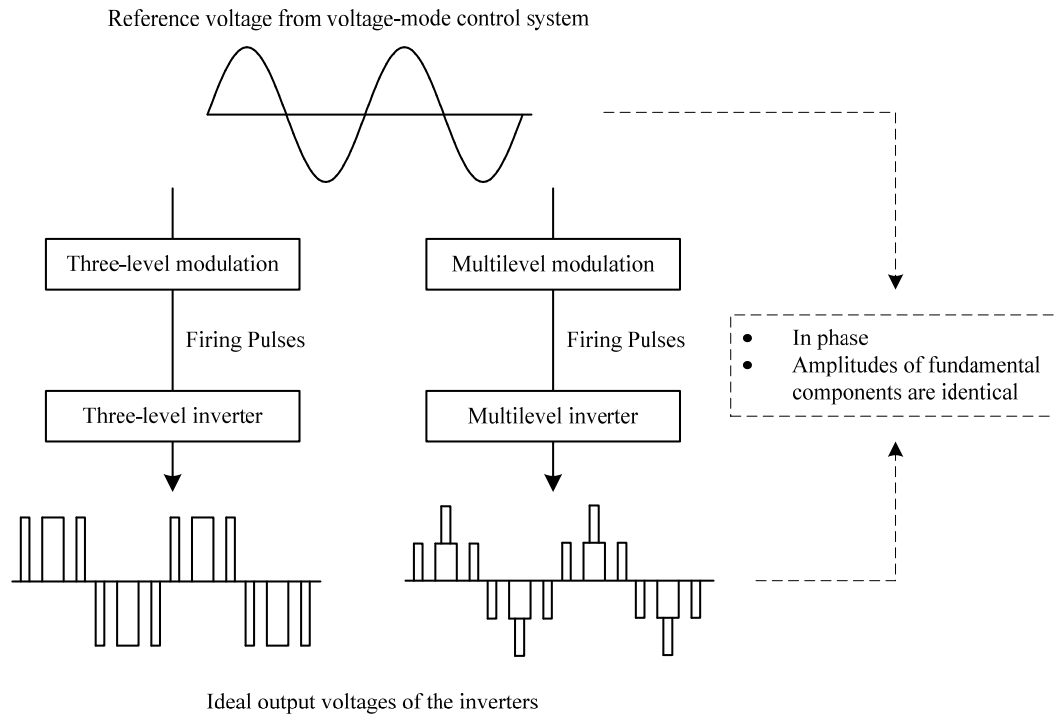 Reference voltage from voltage-mode control system
Three-level modulation
Multilevel modulation
Firing Pulses
Firing Pulses
• In phase
• Amplitudes of fundamental
components are identical
Three-level inverter
Multilevel inverter
Ideal output voltages of the inverters